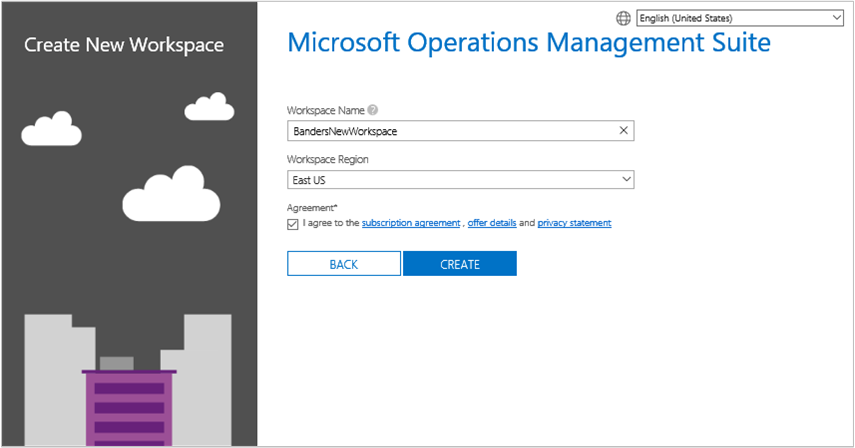 English (United States)
Create New Workspace
Microsoft Operations Management Suite
Workspace Name ?
BandersNewWorkspace
Workspace Region
East US
Agreement*
I agree to the subscription agreement , offer details and privacy statement
BACK
CREATE